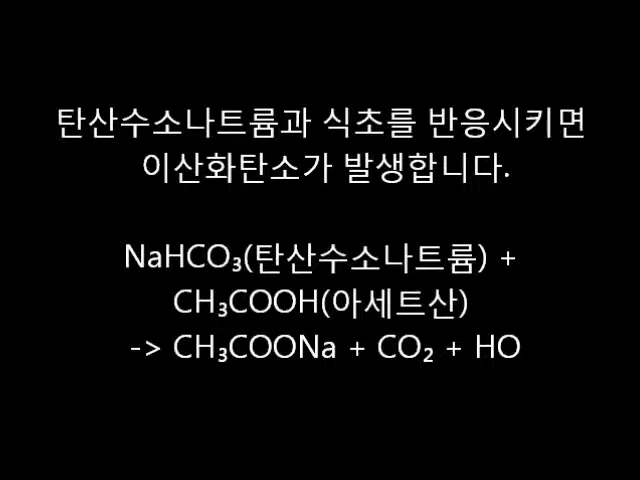 탄산수소나트륨과 식초를 반응시키면
이산화탄소가 발생합니다.
NaHCO₃(탄산수소나트륨) +
CH₃COOH(아세트산)
-> CH₃COONa + CO₂ + HO